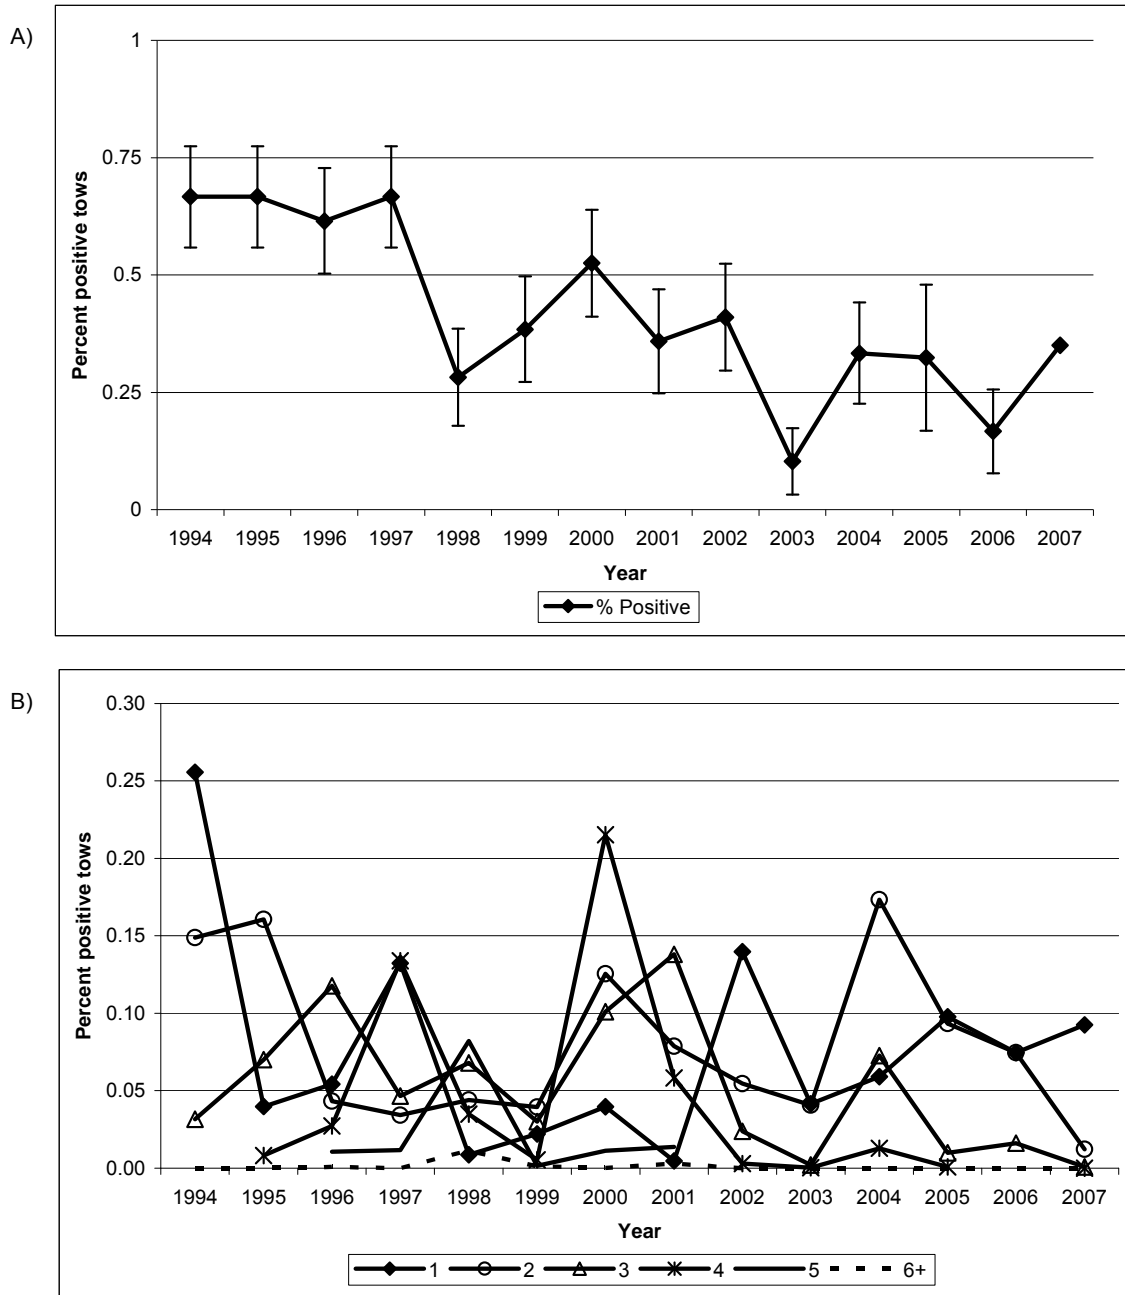 A)
1
0.75
0.5
0.25
0
Percent positive tows
1994 1995 1996 1997 1998 1999 2000 2001 2002 2003 2004 2005 2006 2007
Year
% Positive
B)
0.30
0.25
0.20
0.15
0.10
0.05
0.00
Percent positive tows
1994 1995 1996 1997 1998 1999 2000 2001 2002 2003 2004 2005 2006 2007
Year
1 2 3 4 5 6+